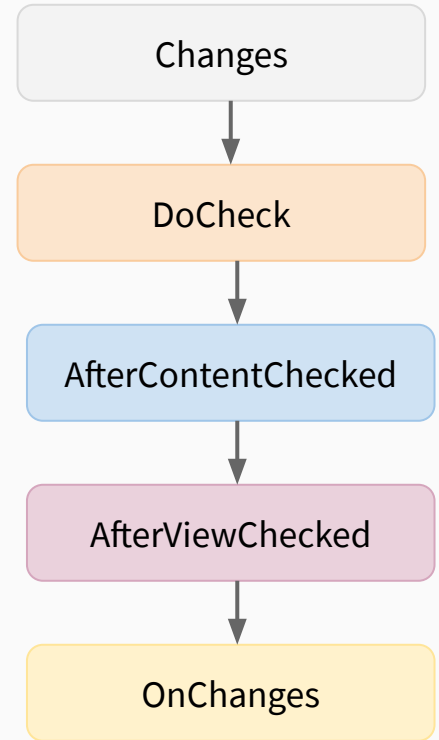 Changes
DoCheck
AfterContentChecked
AfterViewChecked
OnChanges